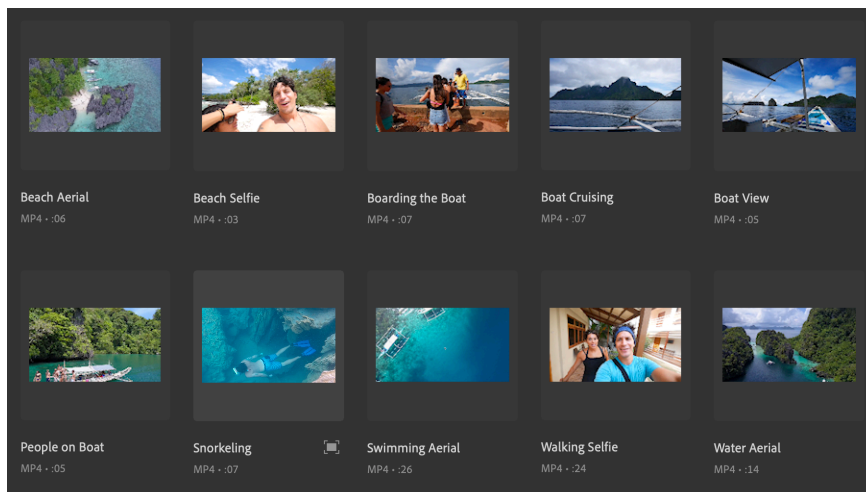 Beach Aerial
MP4 • :06
Beach Selfie
MP4 • :03
Boarding the Boat
MP4 • :07
Boat Cruising
MP4 • :07
Boat View
MP4 • :05
People on Boat
MP4 • :05
Snorkeling
MP4 • :07
Swimming Aerial
MP4 • :26
Walking Selfie
MP4 • :24
Water Aerial
MP4 • :14